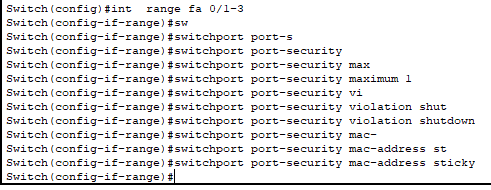 Switch(config)#int  range fa 0/1-3
Switch(config-if-range)#sw
Switch(config-if-range)#switchport port-s
Switch(config-if-range)#switchport port-security
Switch(config-if-range)#switchport port-security max
Switch(config-if-range)#switchport port-security maximum 1
Switch(config-if-range)#switchport port-security vi
Switch(config-if-range)#switchport port-security violation shut
Switch(config-if-range)#switchport port-security violation shutdown
Switch(config-if-range)#switchport port-security mac-
Switch(config-if-range)#switchport port-security mac-address st
Switch(config-if-range)#switchport port-security mac-address sticky
Switch(config-if-range)#